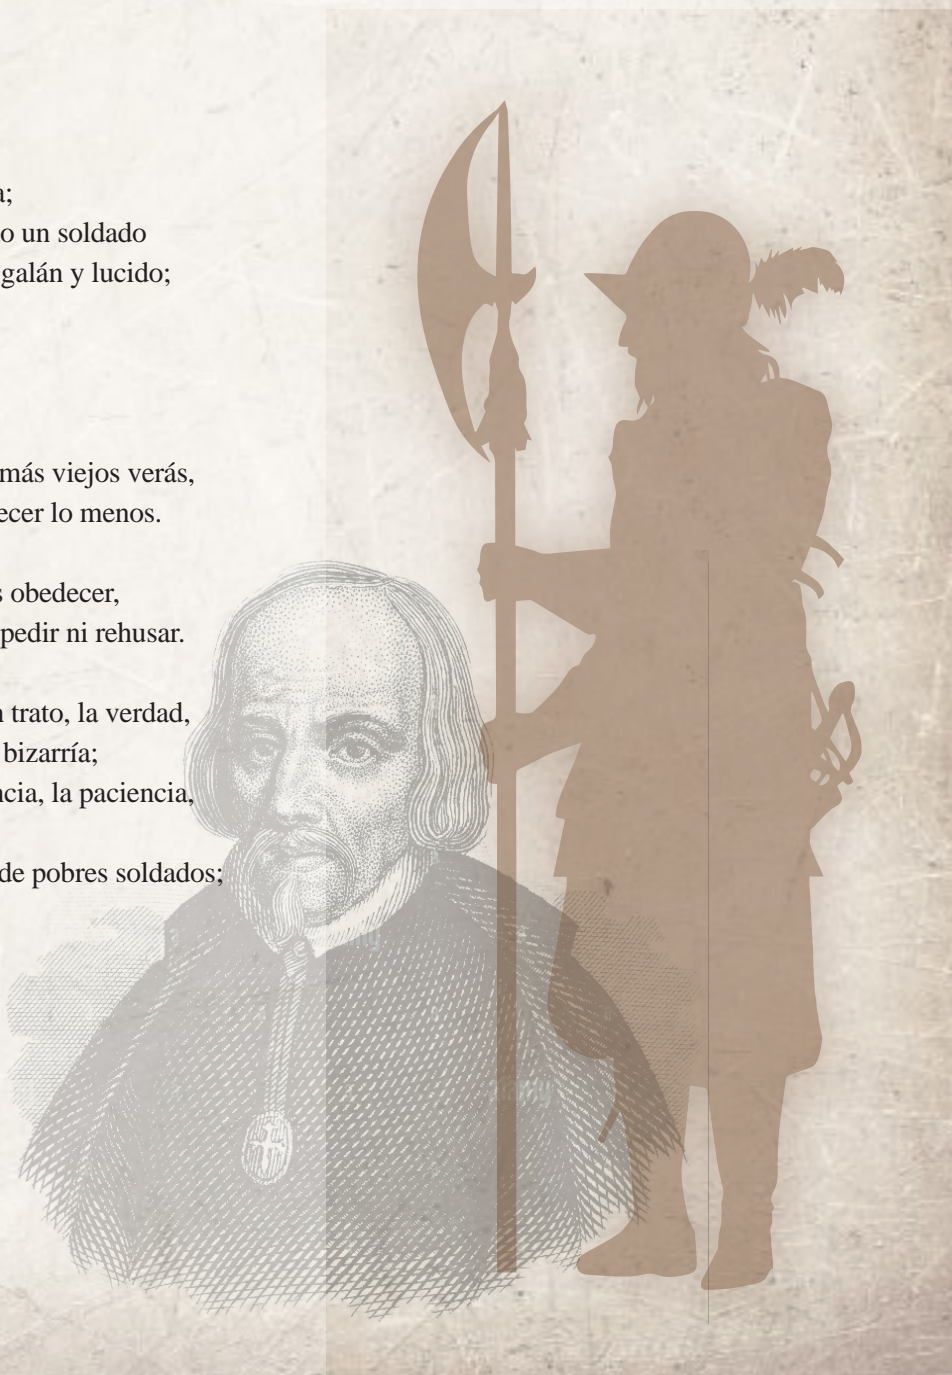 a;
o un soldado
galán y lucido;
más viejos verás,
ecer lo menos.
s obedecer,
pedir ni rehusar.
n trato, la verdad,
bizarría;
ncia, la paciencia,
de pobres soldados;